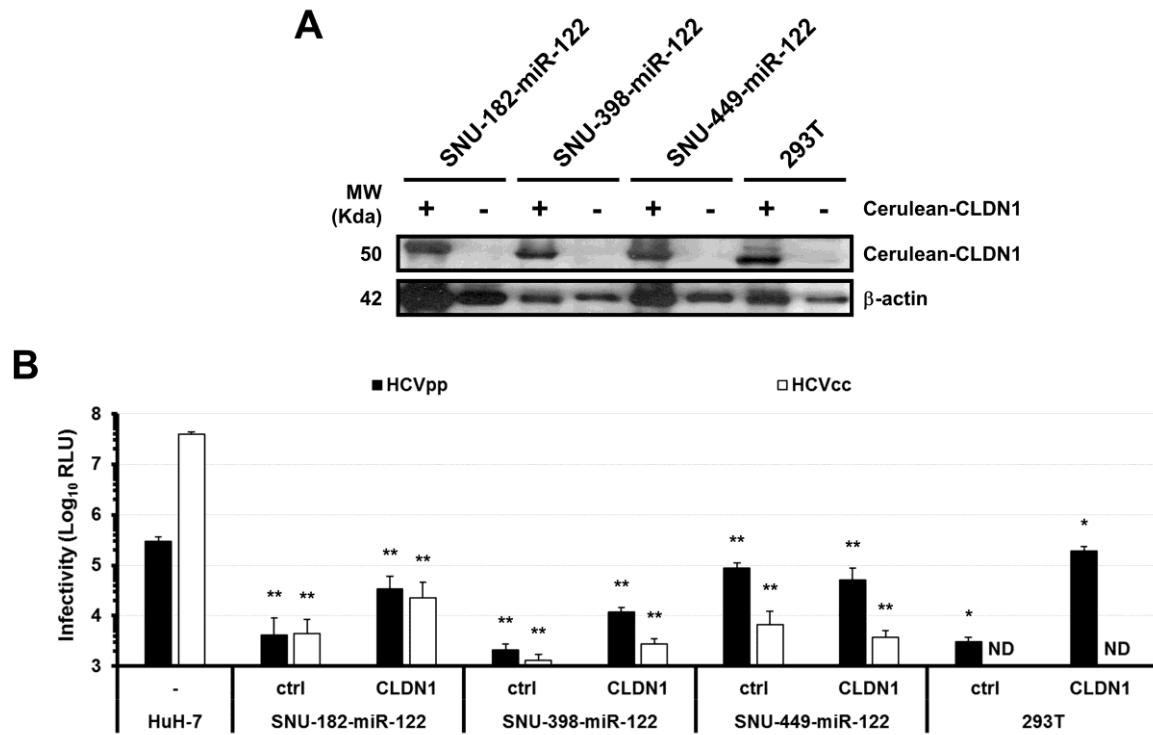 A
SNU-182-miR-122 SNU-398-miR-122 SNU-449-miR-122 293T
MW
(Kda) + - + - + - + - Cerulean-CLDN1
50 Cerulean-CLDN1
42 β-actin
B
HCVpp HCVcc
Infectivity (Log10 RLU)
8
7
6
5
4
3
** ** ** ** ** ** ** ** ** ** ** ** * ND * ND
- ctrl CLDN1 ctrl CLDN1 ctrl CLDN1 ctrl CLDN1
HuH-7 SNU-182-miR-122 SNU-398-miR-122 SNU-449-miR-122 293T